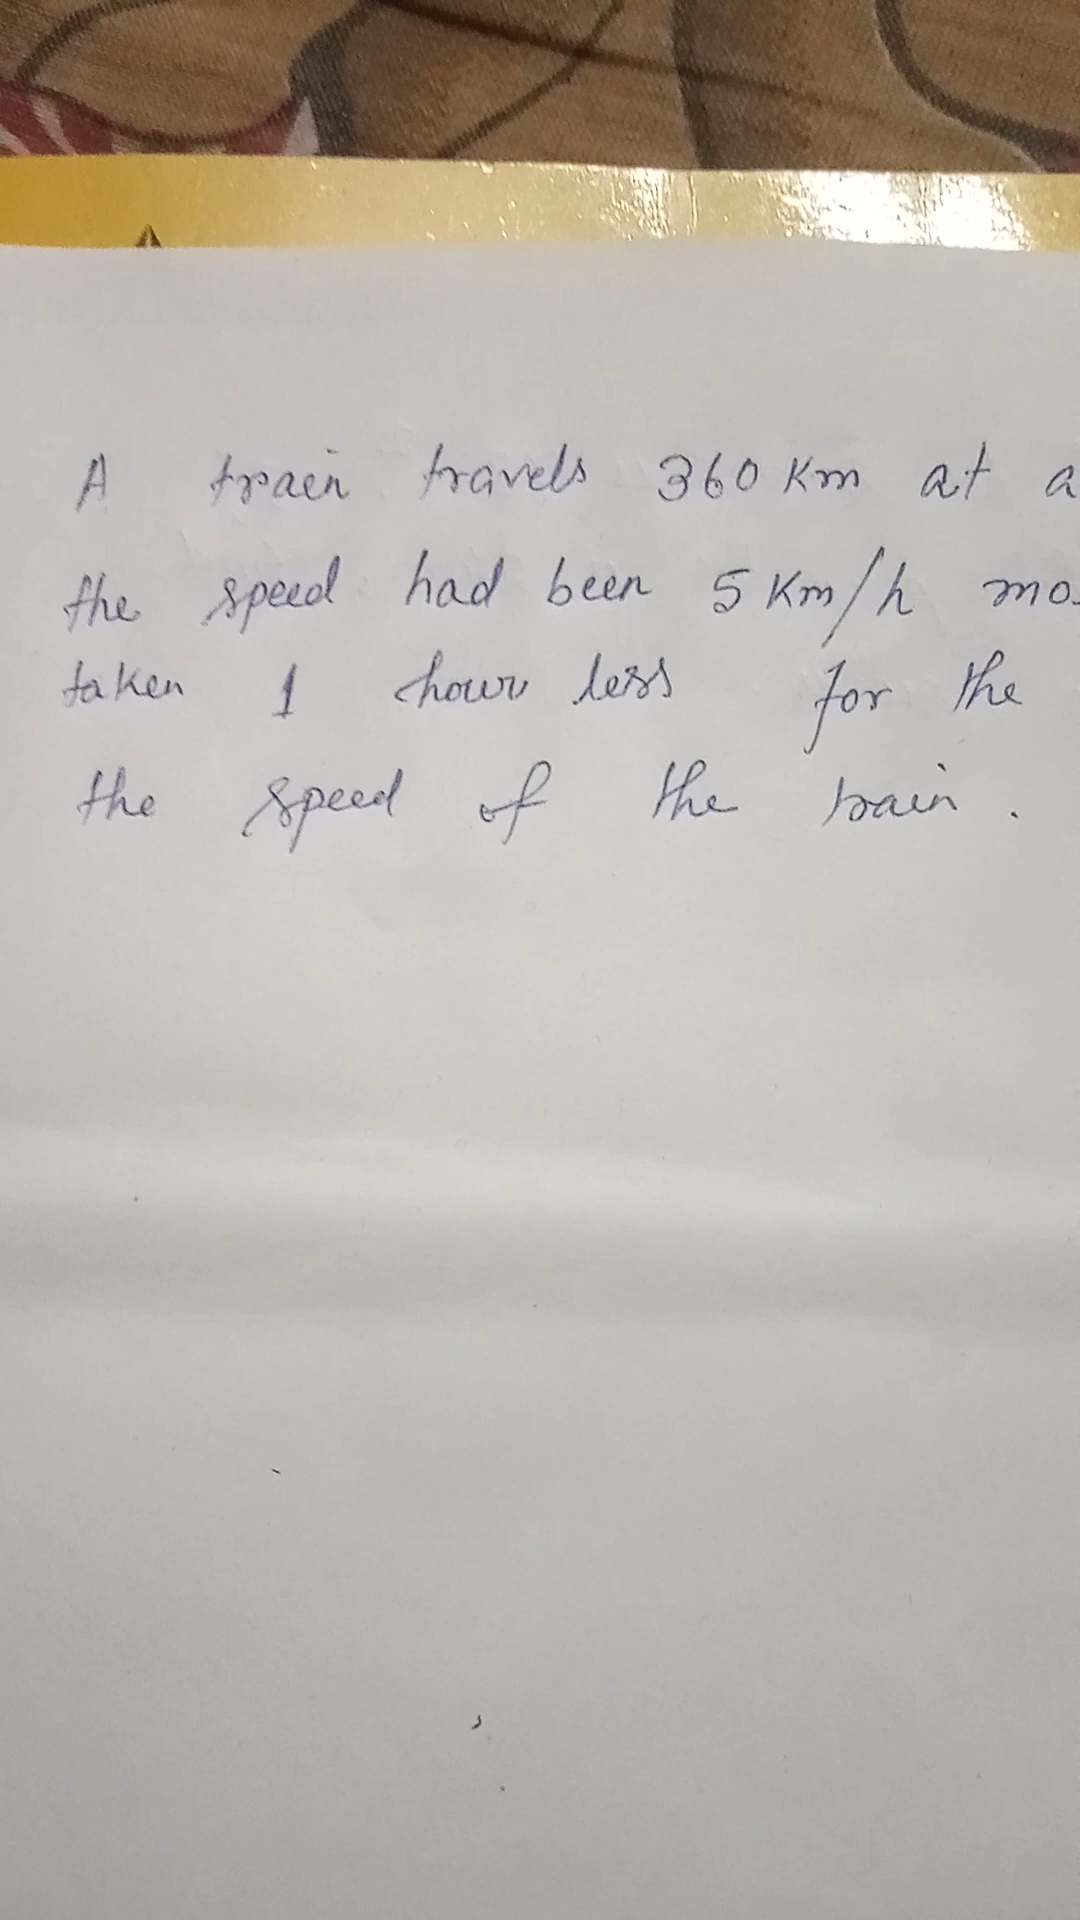 A train travels 360 Km at a
the speed had been 5 Km/h mo
taken 1 hour less for the
the speed of the train.